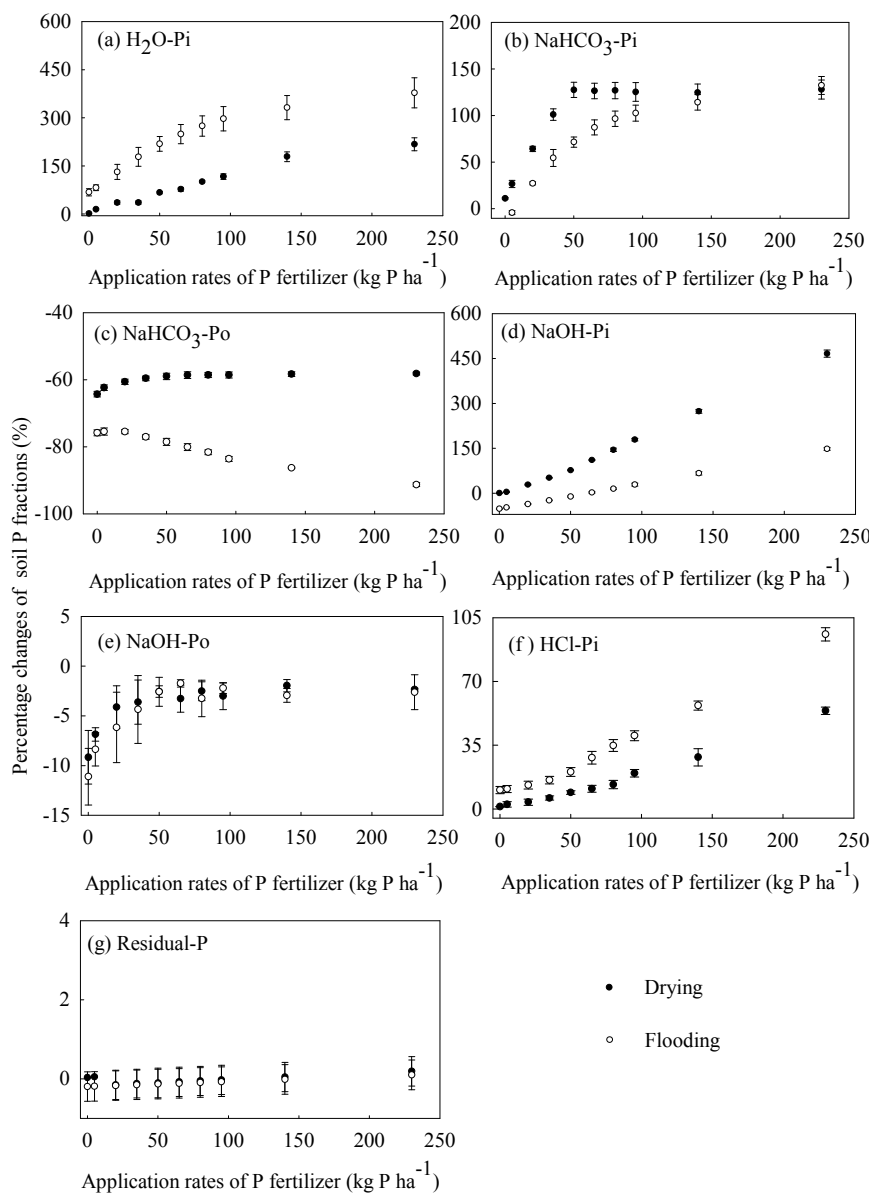 (a) H2O-Pi
600
450
300
150
0
0 50 100 150 200 250
Application rates of P fertilizer (kg P ha-1)
(b) NaHCO3-Pi
200
150
100
50
0
0 50 100 150 200 250
Application rates of P fertilizer (kg P ha-1)
Percentage changes of soil P fractions (%)
(c) NaHCO3-Po
-40
-60
-80
-100
0 50 100 150 200 250
Application rates of P fertilizer (kg P ha-1)
(d) NaOH-Pi
600
450
300
150
0
0 50 100 150 200 250
Application rates of P fertilizer (kg P ha-1)
(e) NaOH-Po
5
0
-5
-10
-15
0 50 100 150 200 250
Application rates of P fertilizer (kg P ha-1)
(f ) HCl-Pi
105
75
45
15
0
0 50 100 150 200 250
Application rates of P fertilizer (kg P ha-1)
(g) Residual-P
4
2
0
0 50 100 150 200 250
Application rates of P fertilizer (kg P ha-1)
Drying
Flooding